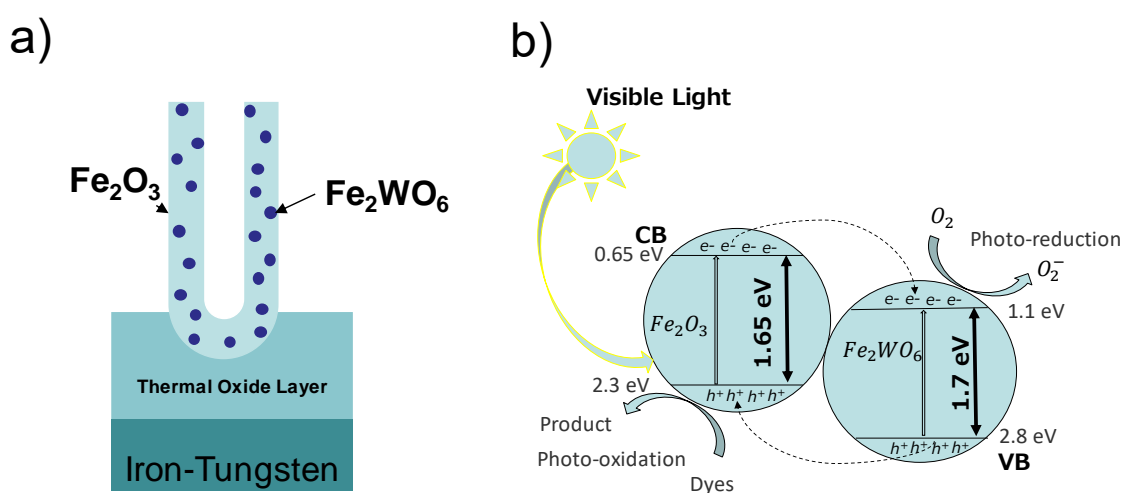 a)
Fe₂O₃
Fe₂WO₆
Thermal Oxide Layer
Iron-Tungsten
b)
Visible Light
CB
0.65 eV
e- e- e- e-
Fe₂O₃
1.65 eV
2.3 eV
h⁺ h⁺ h⁺ h⁺
Product
Photo-oxidation
Dyes
O₂
Photo-reduction
O₂⁻
e- e- e- e-
1.1 eV
Fe₂WO₆
1.7 eV
2.8 eV
h⁺ h⁺ h⁺ h⁺
VB